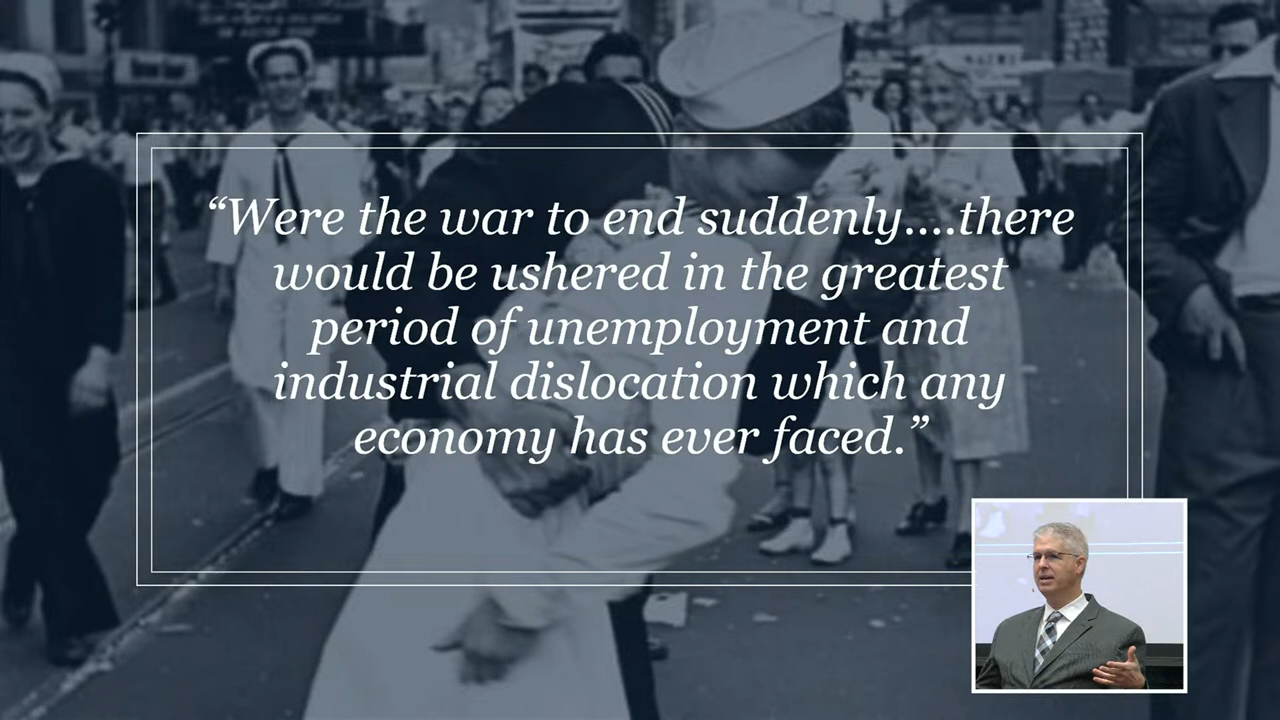 “Were the war to end suddenly....there
would be ushered in the greatest
period of unemployment and
industrial dislocation which any
economy has ever faced.”